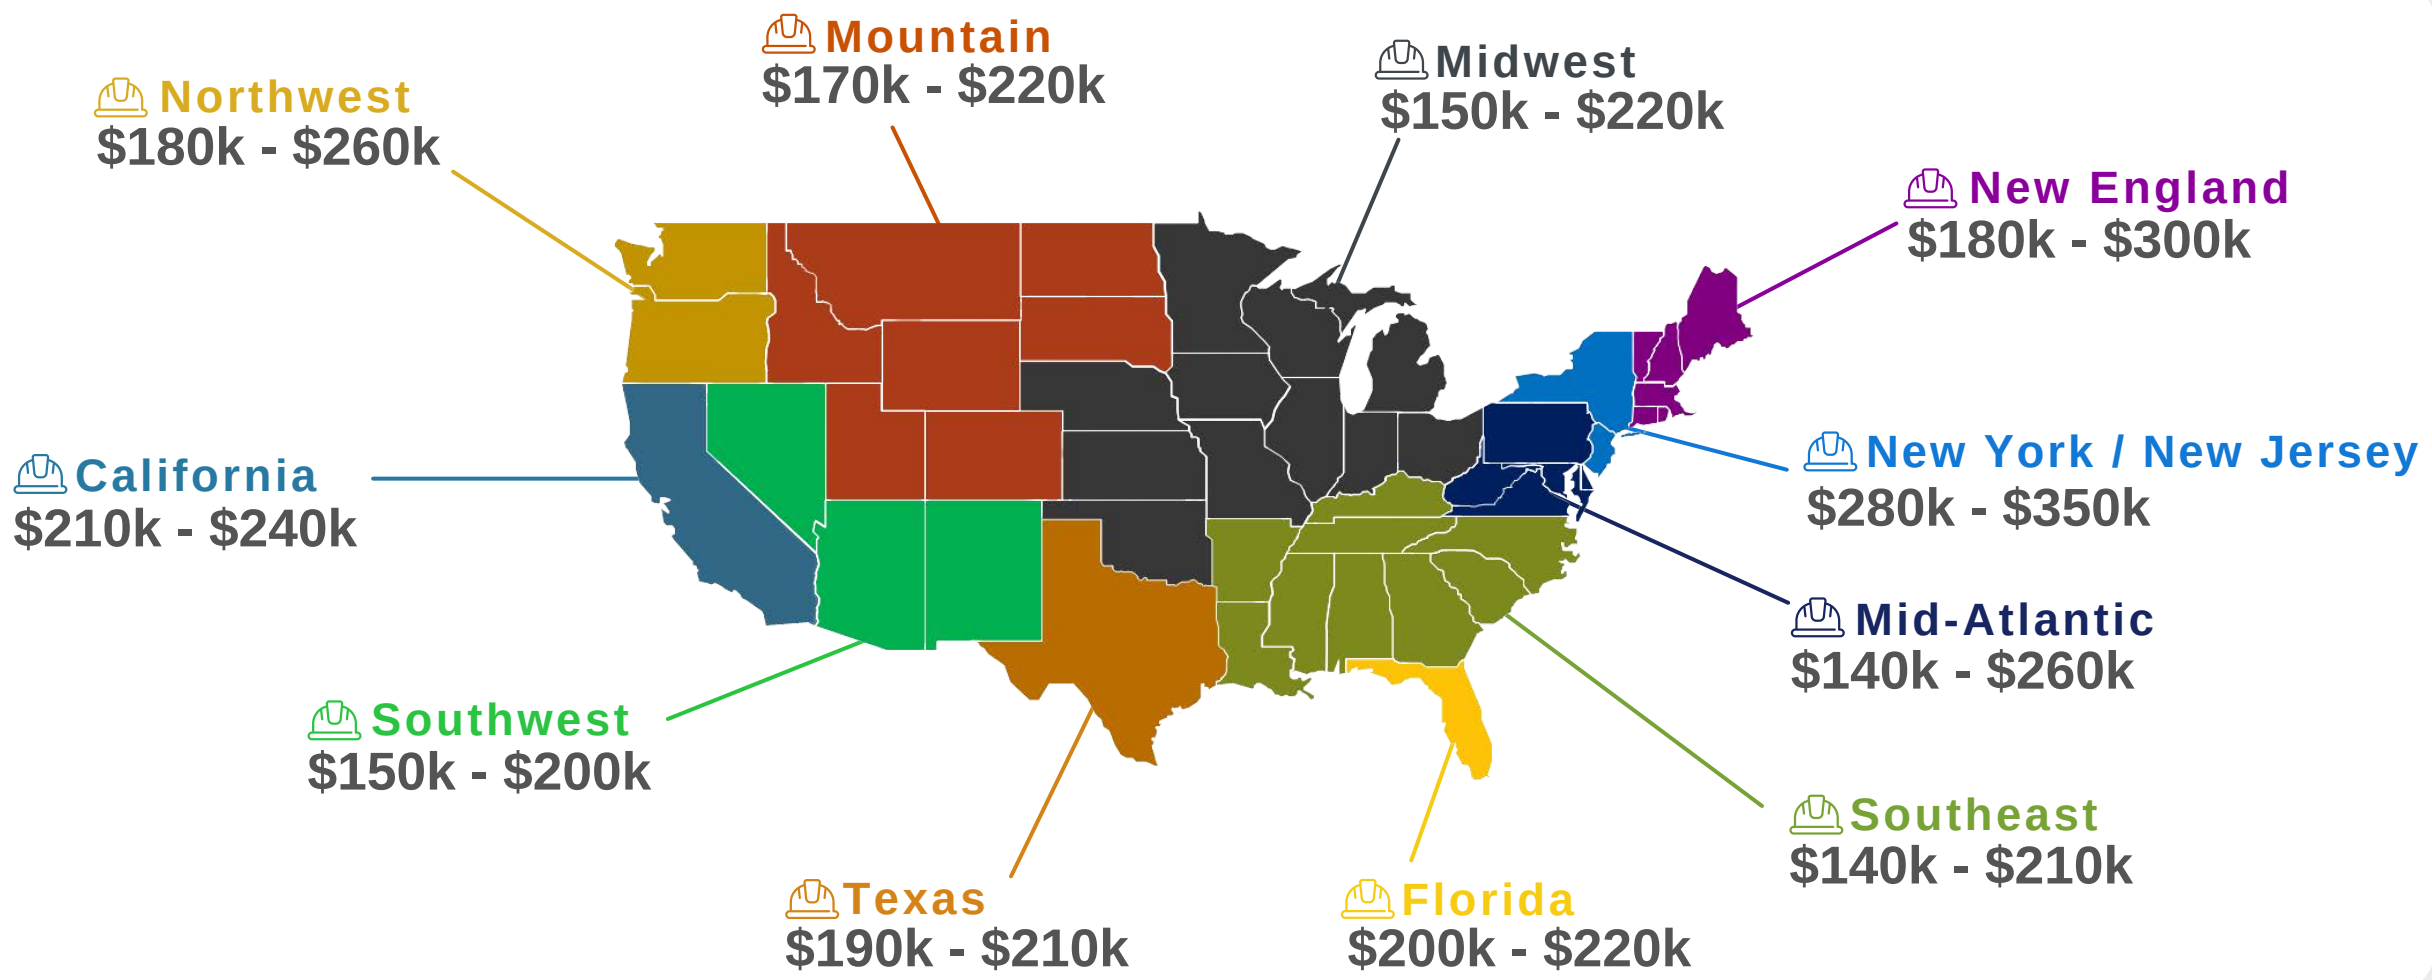 Mountain
$170k - $220k
Midwest
$150k - $220k
Northwest
$180k - $260k
New England
$180k - $300k
California
$210k - $240k
New York / New Jersey
$280k - $350k
Mid-Atlantic
$140k - $260k
Southwest
$150k - $200k
Southeast
$140k - $210k
Texas
$190k - $210k
Florida
$200k - $220k